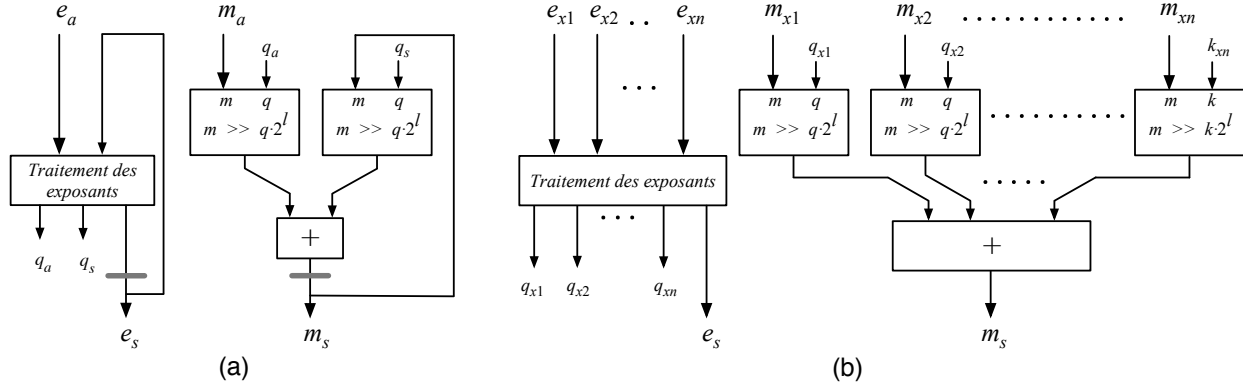 e_a m_a
q_a q_s
m q m q
m >> q·2^l m >> q·2^l
Traitement des
exposants
+
q_a q_s
e_s m_s
(a)
e_x1 e_x2 . . e_xn m_x1 m_x2 . . . . . . . . . . . . m_xn
q_x1 q_x2 k_xn
. . .
m q m q m k
m >> q·2^l m >> q·2^l . . . . . . . . . . m >> k·2^l
Traitement des exposants . . . . .
. . .
+
q_x1 q_x2 q_xn
e_s m_s
(b)